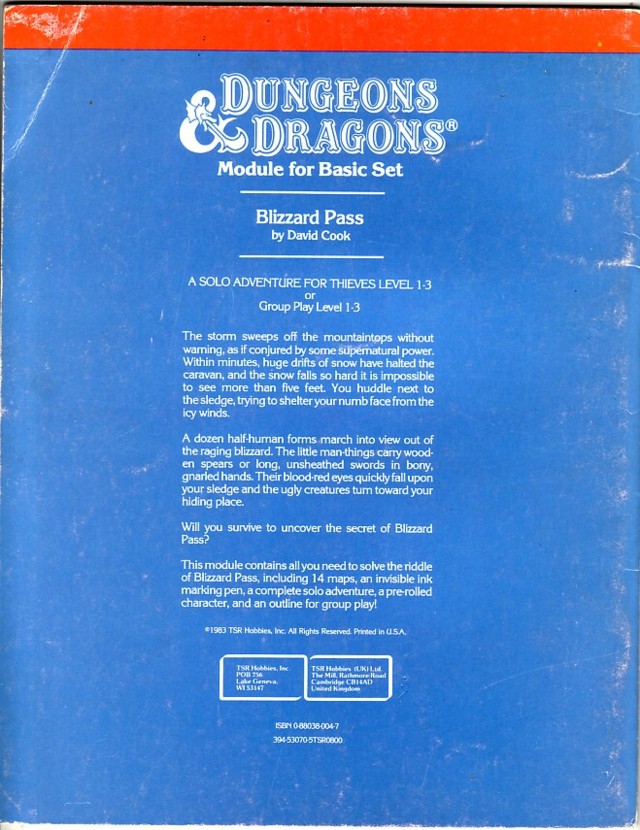 DUNGEONS
& DRAGONS®
Module for Basic Set
Blizzard Pass
by David Cook
A SOLO ADVENTURE FOR THIEVES LEVEL 1-3
or
Group Play Level 1-3
The storm sweeps off the mountaintops without
warning, as if conjured by some supernatural power.
Within minutes, huge drifts of snow have halted the
caravan, and the snow falls so hard it is impossible
to see more than five feet. You huddle next to
the sledge, trying to shelter your numb face from the
icy winds.
A dozen half-human forms march into view out of
the raging blizzard. The little man-things carry wood-
en spears or long, unsheathed swords in bony,
gnarled hands. Their blood-red eyes quickly fall upon
your sledge and the ugly creatures turn toward your
hiding place.
Will you survive to uncover the secret of Blizzard
Pass?
This module contains all you need to solve the riddle
of Blizzard Pass, including 14 maps, an invisible ink
marking pen, a complete solo adventure, a pre-rolled
character, and an outline for group play!
©1983 TSR Hobbies, Inc. All Rights Reserved. Printed in U.S.A.
TSR Hobbies, Inc.
POB 756
Lake Geneva,
WI 53147
TSR Hobbies (UK) Ltd.
The Mill, Rathmore Road
Cambridge CB14AD
United Kingdom
ISBN 0-88038-004-7
394-53070-5TSR0800